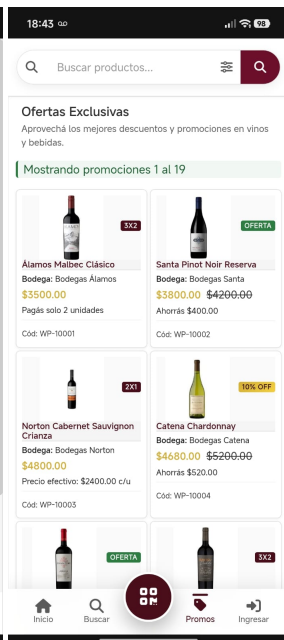 18:43
98
Buscar productos...
Ofertas Exclusivas
Aprovechá los mejores descuentos y promociones en vinos
y bebidas.
Mostrando promociones 1 al 19
3X2
Álamos Malbec Clásico
Bodega: Bodegas Álamos
$3500.00
Pagás solo 2 unidades
Cód: WP-10001
OFERTA
Santa Pinot Noir Reserva
Bodega: Bodegas Santa
$3800.00 $4200.00
Ahorrás $400.00
Cód: WP-10002
2X1
Norton Cabernet Sauvignon
Crianza
Bodega: Bodegas Norton
$4800.00
Precio efectivo: $2400.00 c/u
Cód: WP-10003
10% OFF
Catena Chardonnay
Bodega: Bodegas Catena
$4680.00 $5200.00
Ahorrás $520.00
Cód: WP-10004
OFERTA
3X2
Inicio
Buscar
Promos
Ingresar